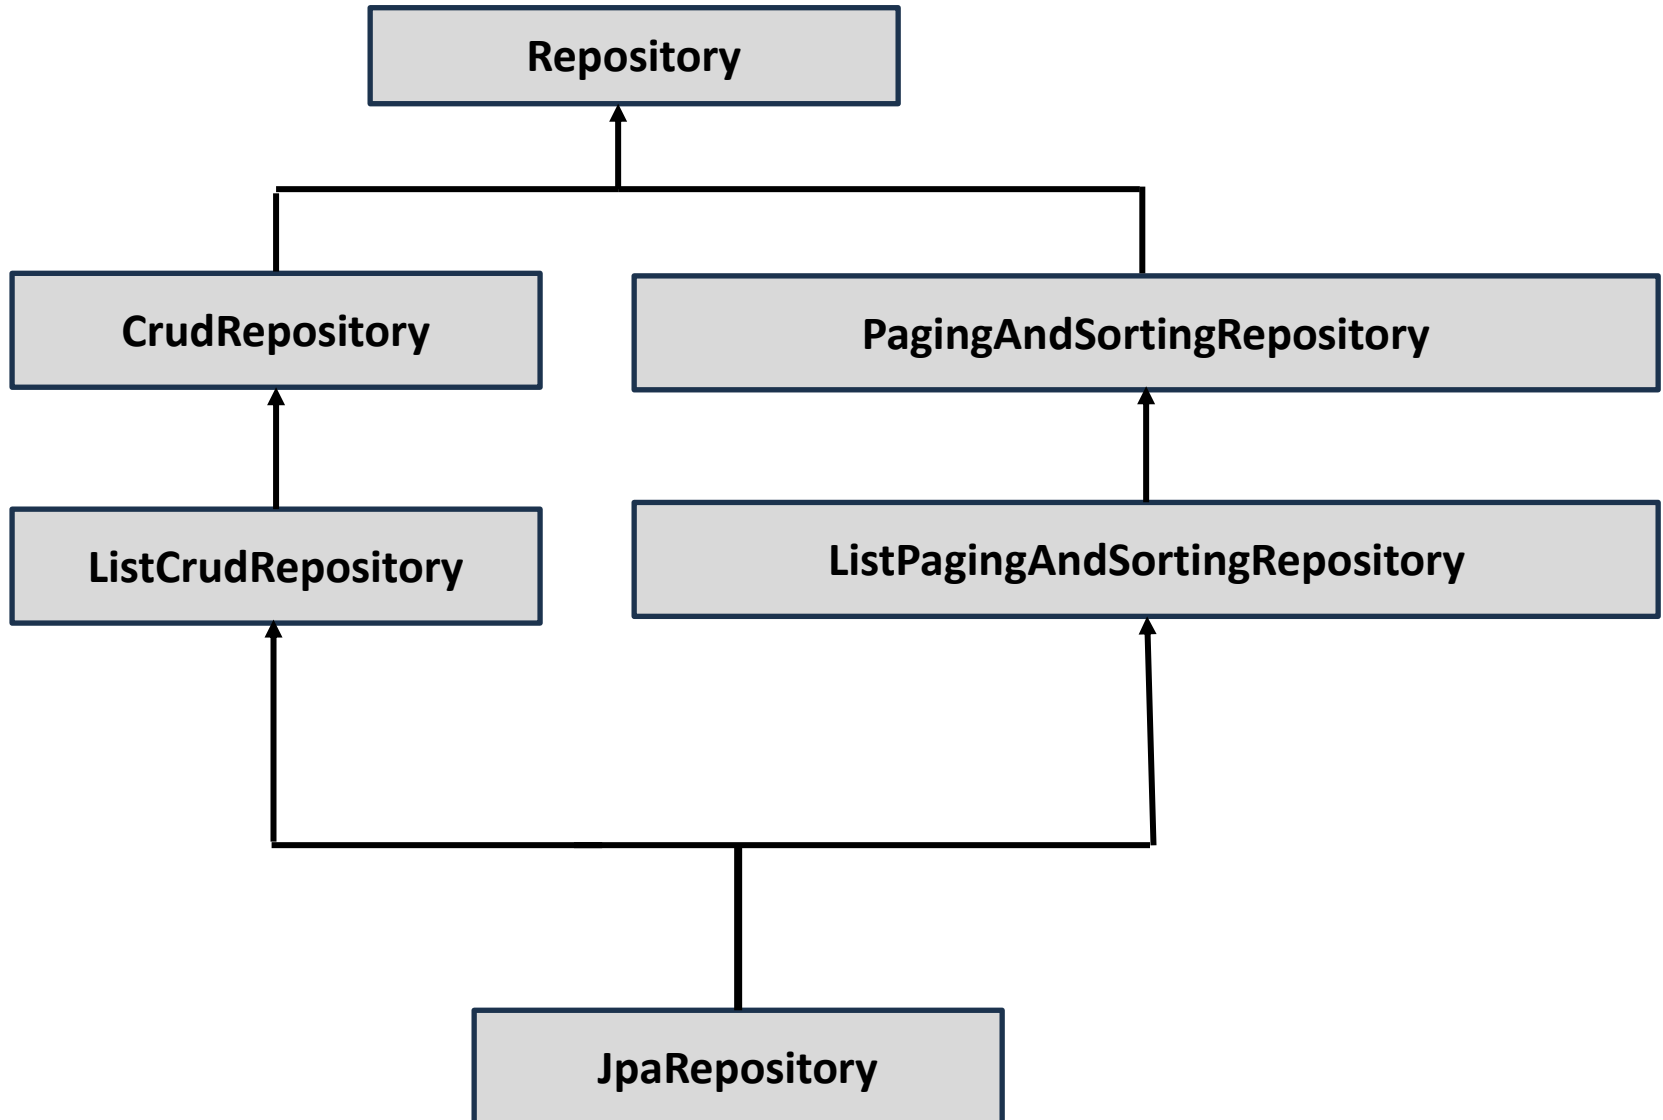 Repository
CrudRepository
PagingAndSortingRepository
ListCrudRepository
ListPagingAndSortingRepository
JpaRepository